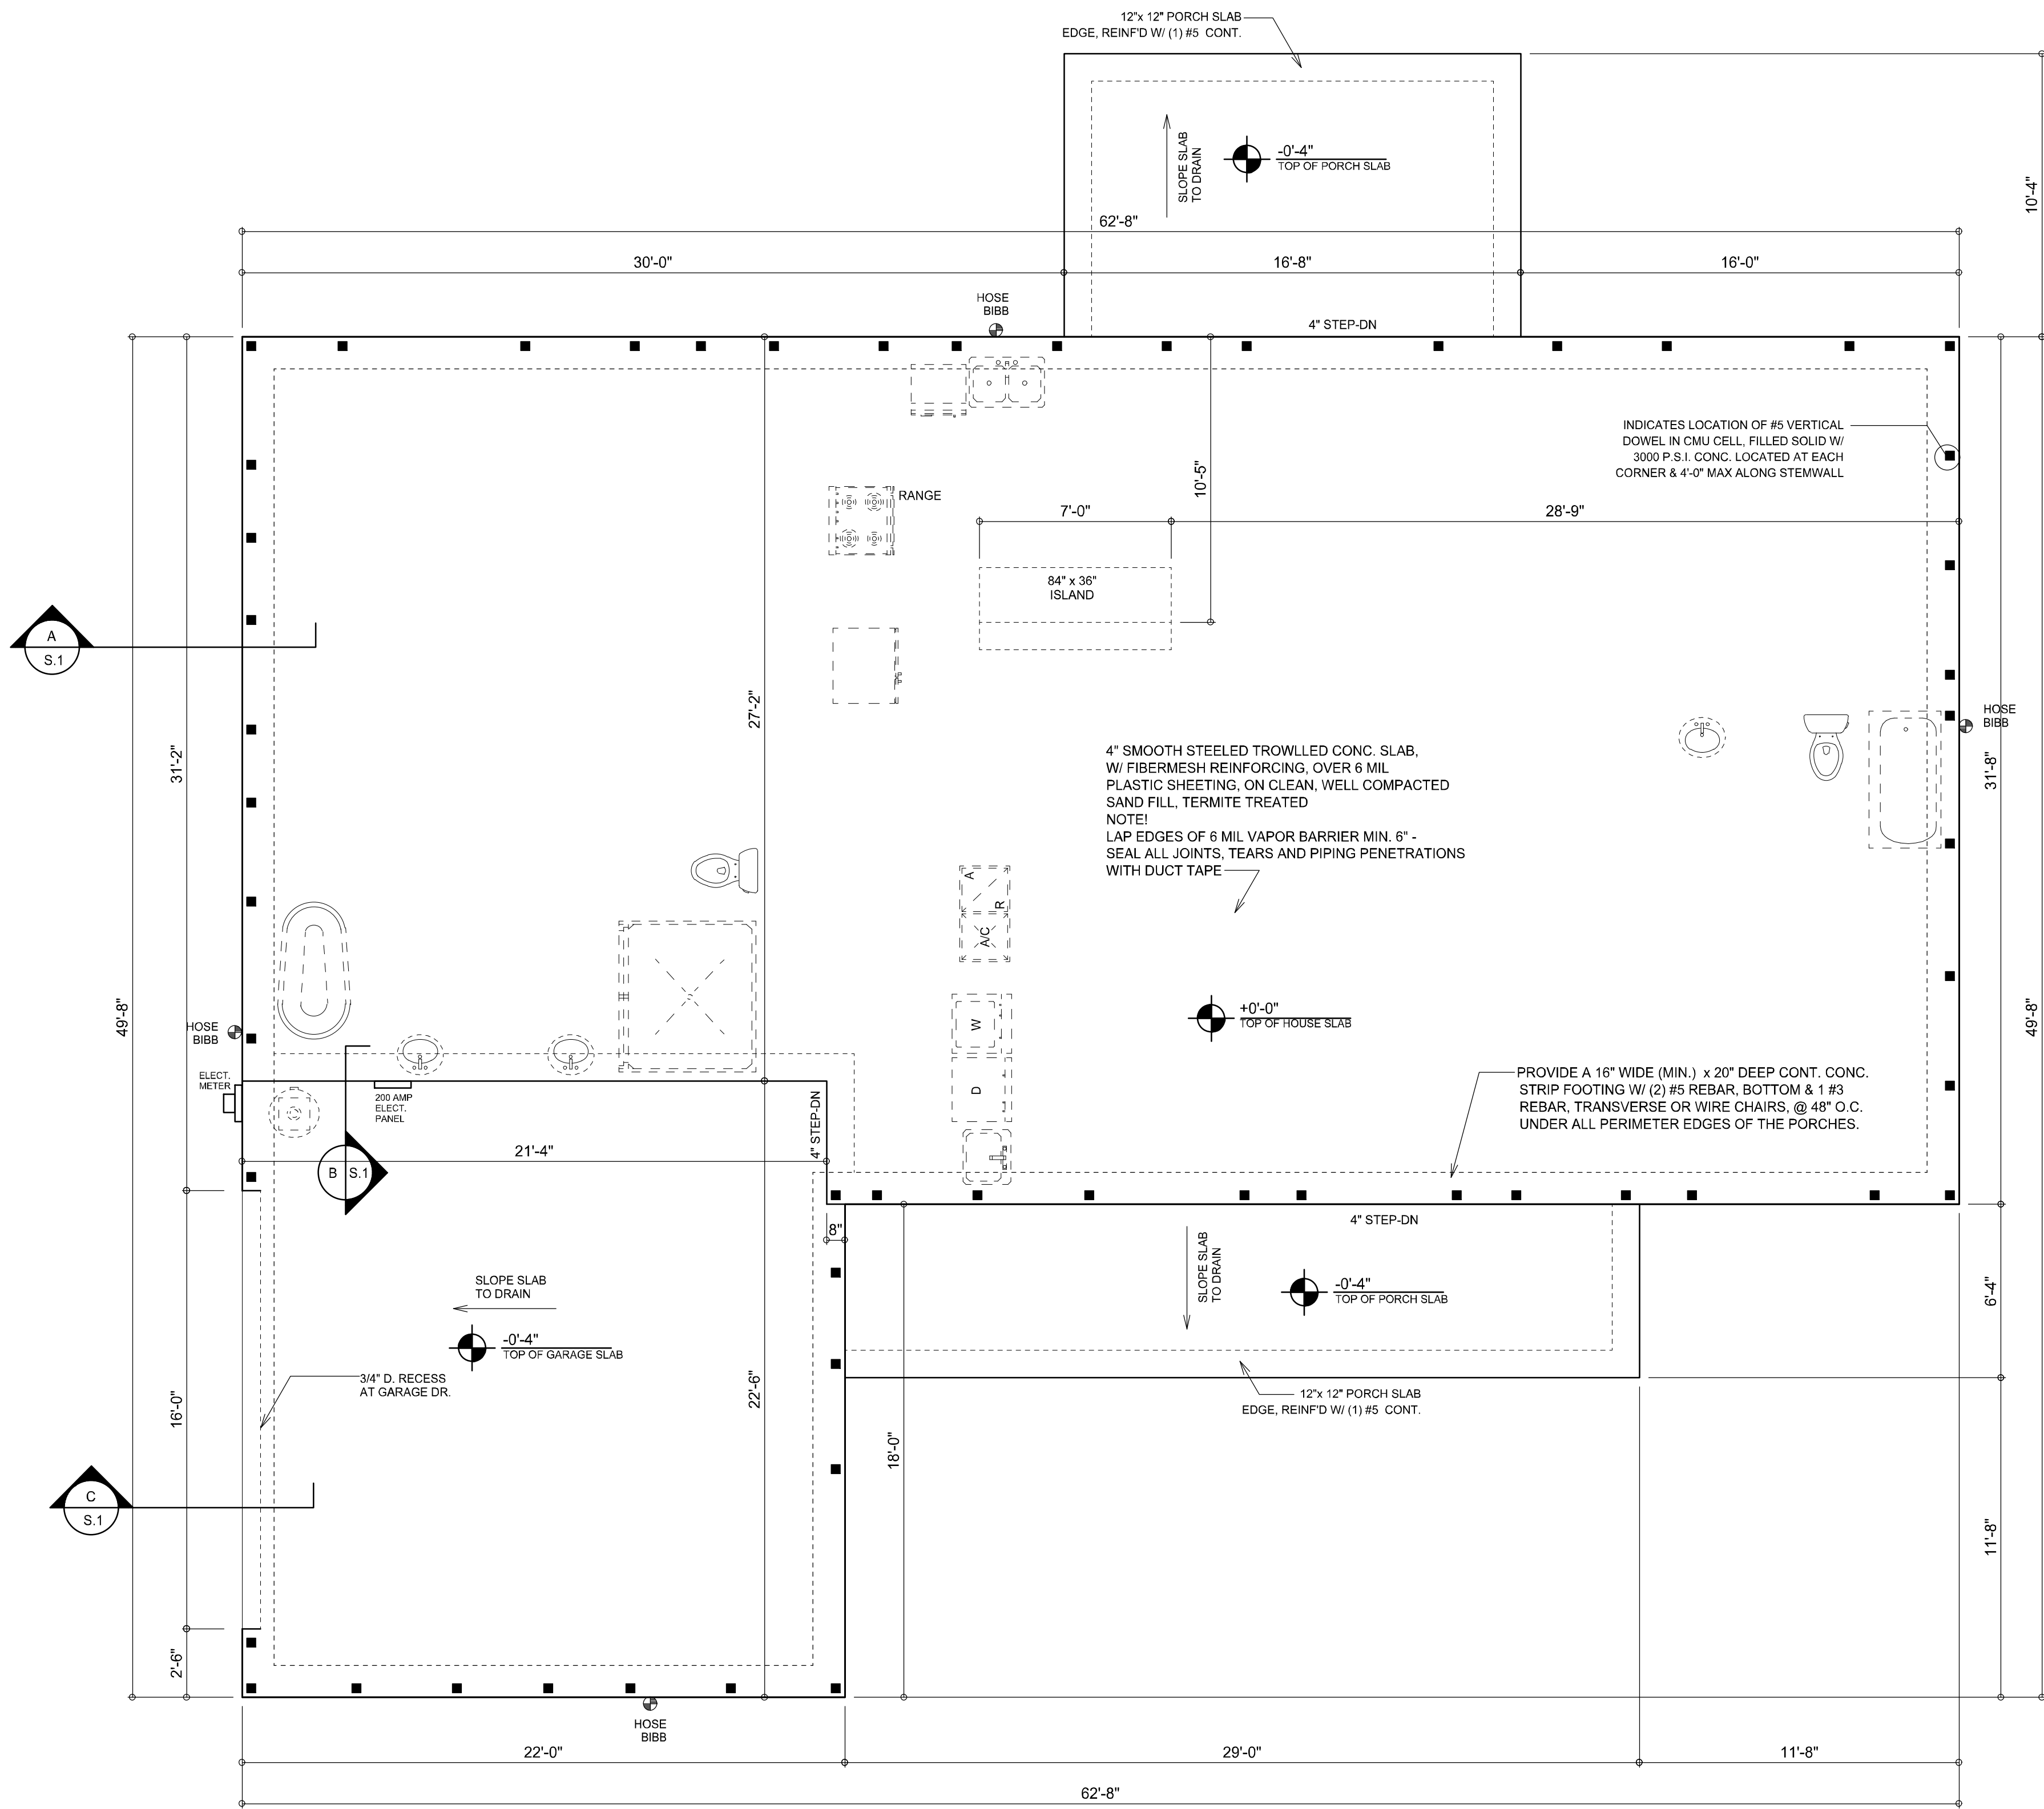 12"x 12" PORCH SLAB
EDGE, REINF'D W/ (1) #5 CONT.
SLOPE SLAB
TO DRAIN
-0'-4"
TOP OF PORCH SLAB
10'-4"
62'-8"
30'-0"
16'-8"
16'-0"
HOSE
BIBB
4" STEP-DN
INDICATES LOCATION OF #5 VERTICAL
DOWEL IN CMU CELL, FILLED SOLID W/
3000 P.S.I. CONC. LOCATED AT EACH
CORNER & 4'-0" MAX ALONG STEMWALL
10'-5"
RANGE
7'-0"
28'-9"
84" x 36"
ISLAND
A
S.1
27'-2"
31'-2"
HOSE
BIBB
31'-8"
4" SMOOTH STEELED TROWLLED CONC. SLAB,
W/ FIBERMESH REINFORCING, OVER 6 MIL
PLASTIC SHEETING, ON CLEAN, WELL COMPACTED
SAND FILL, TERMITE TREATED
NOTE!
LAP EDGES OF 6 MIL VAPOR BARRIER MIN. 6" -
SEAL ALL JOINTS, TEARS AND PIPING PENETRATIONS
WITH DUCT TAPE
A
R
A/C
49'-8"
49'-8"
HOSE
BIBB
W
+0'-0"
TOP OF HOUSE SLAB
ELECT.
METER
200 AMP
ELECT.
PANEL
D
4" STEP-DN
PROVIDE A 16" WIDE (MIN.) x 20" DEEP CONT. CONC.
STRIP FOOTING W/ (2) #5 REBAR, BOTTOM & 1 #3
REBAR, TRANSVERSE OR WIRE CHAIRS, @ 48" O.C.
UNDER ALL PERIMETER EDGES OF THE PORCHES.
21'-4"
B S.1
8"
4" STEP-DN
SLOPE SLAB
TO DRAIN
SLOPE SLAB
TO DRAIN
-0'-4"
TOP OF PORCH SLAB
6'-4"
-0'-4"
TOP OF GARAGE SLAB
3/4" D. RECESS
AT GARAGE DR.
16'-0"
22'-6"
12"x 12" PORCH SLAB
EDGE, REINF'D W/ (1) #5 CONT.
18'-0"
C
S.1
11'-8"
2'-6"
HOSE
BIBB
22'-0"
29'-0"
11'-8"
62'-8"